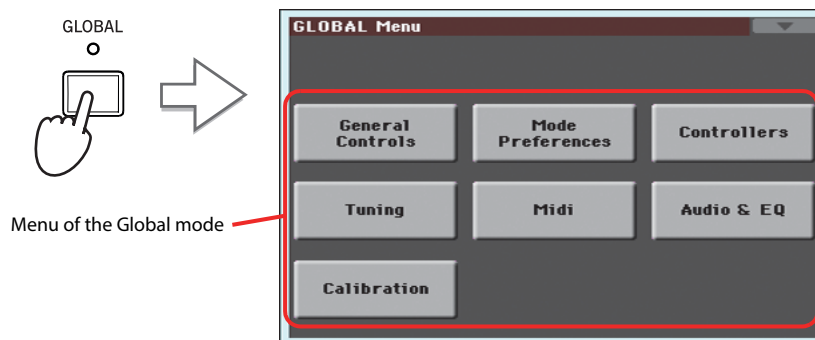 GLOBAL
GLOBAL Menu
General
Controls
Mode
Preferences
Controllers
Tuning
Midi
Audio & EQ
Menu of the Global mode
Calibration